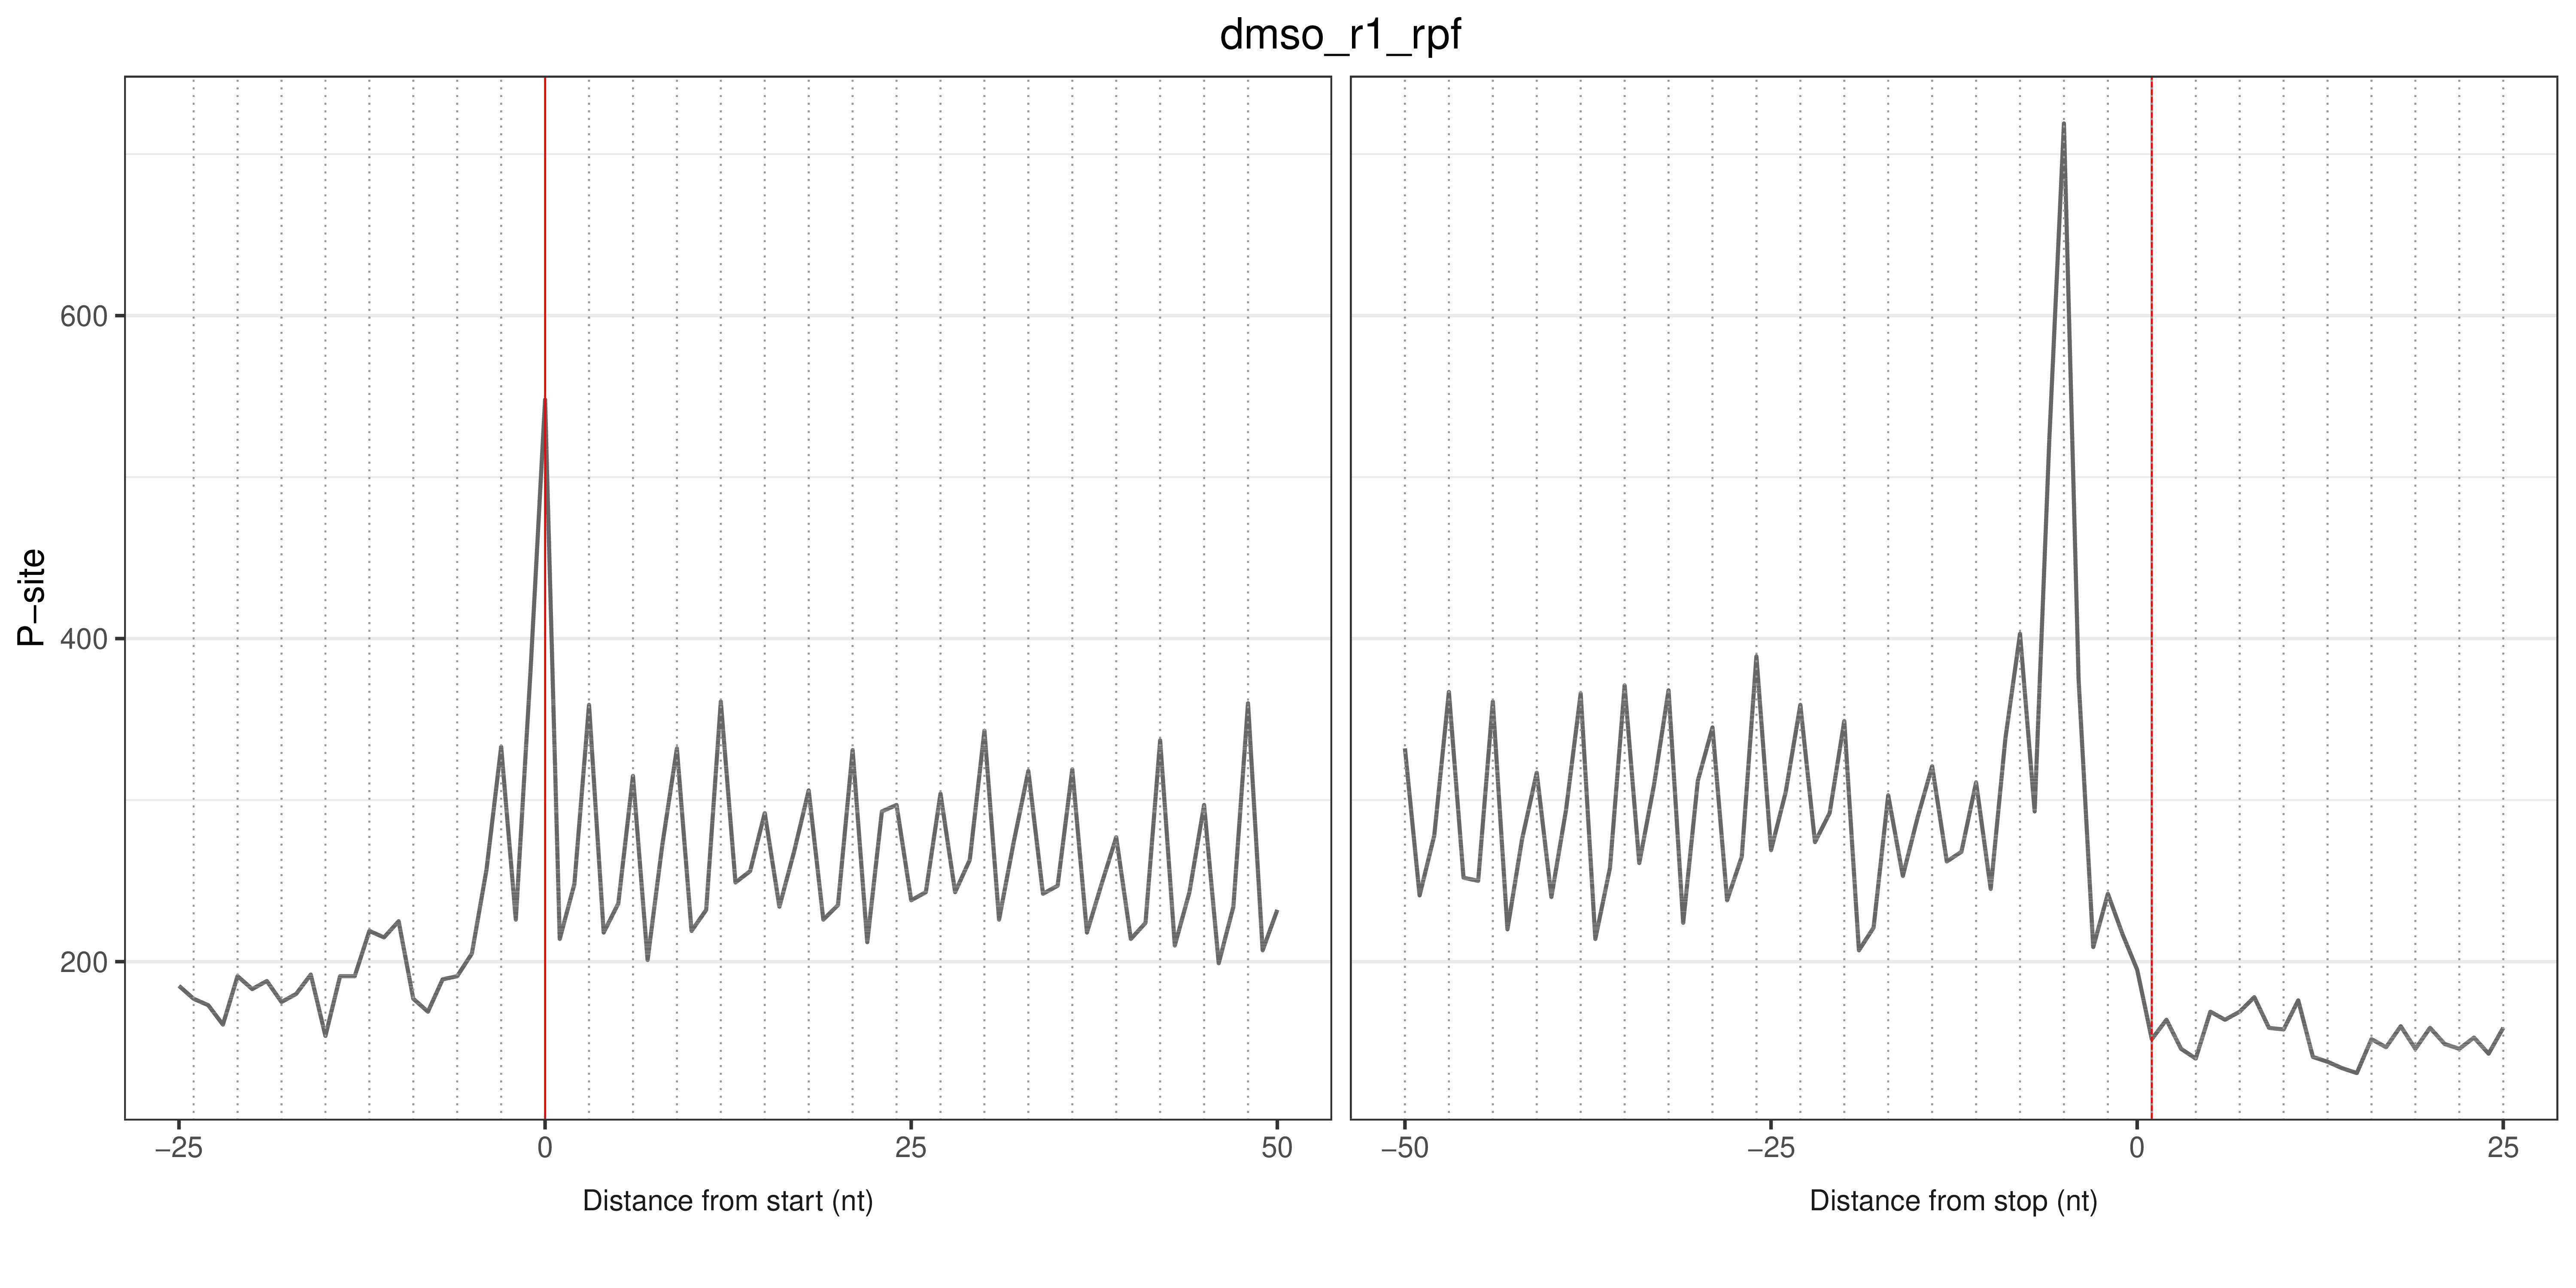 dmso_r1_rpf
P−site
600
400
200
−25 0 25 50
−50 −25 0 25
Distance from start (nt)
Distance from stop (nt)